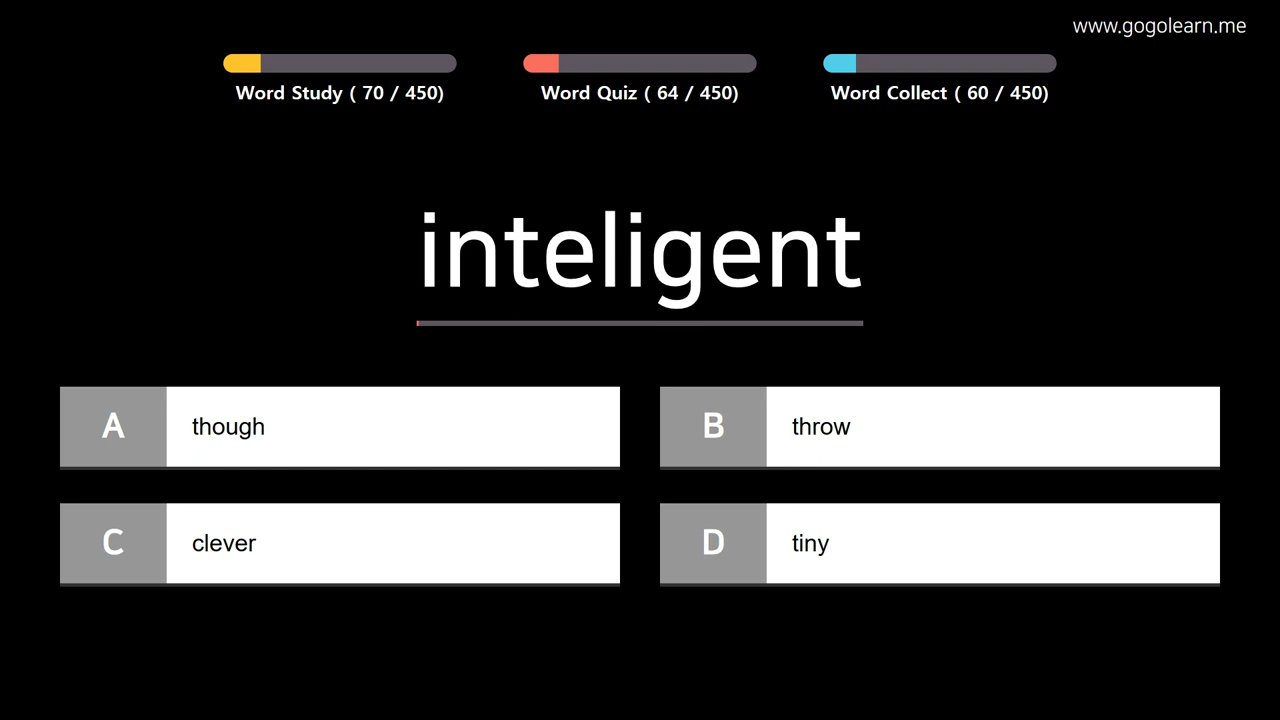 www.gogolearn.me
Word Study ( 70 / 450)
Word Quiz ( 64 / 450)
Word Collect ( 60 / 450)
inteligent
A though
B throw
C clever
D tiny